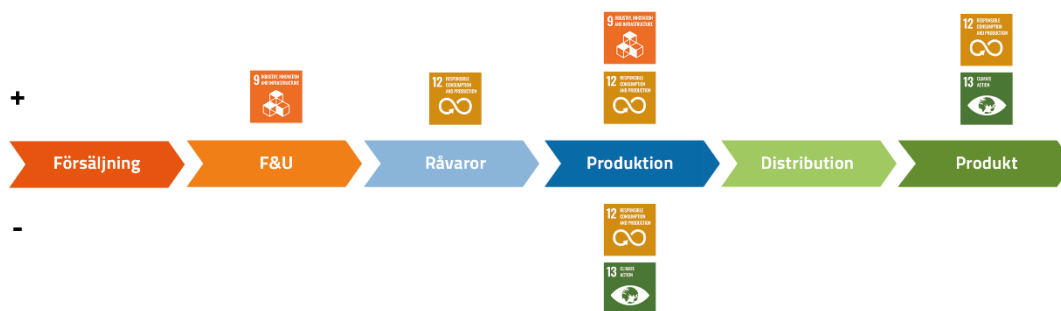 9 INDUSTRY, INNOVATION
AND INFRASTRUCTURE
12 RESPONSIBLE
CONSUMPTION
AND PRODUCTION
9 INDUSTRY, INNOVATION
AND INFRASTRUCTURE
12 RESPONSIBLE
CONSUMPTION
AND PRODUCTION
12 RESPONSIBLE
CONSUMPTION
AND PRODUCTION
13 CLIMATE
ACTION
+
Försäljning
F&U
Råvaror
Produktion
Distribution
Produkt
-
12 RESPONSIBLE
CONSUMPTION
AND PRODUCTION
13 CLIMATE
ACTION